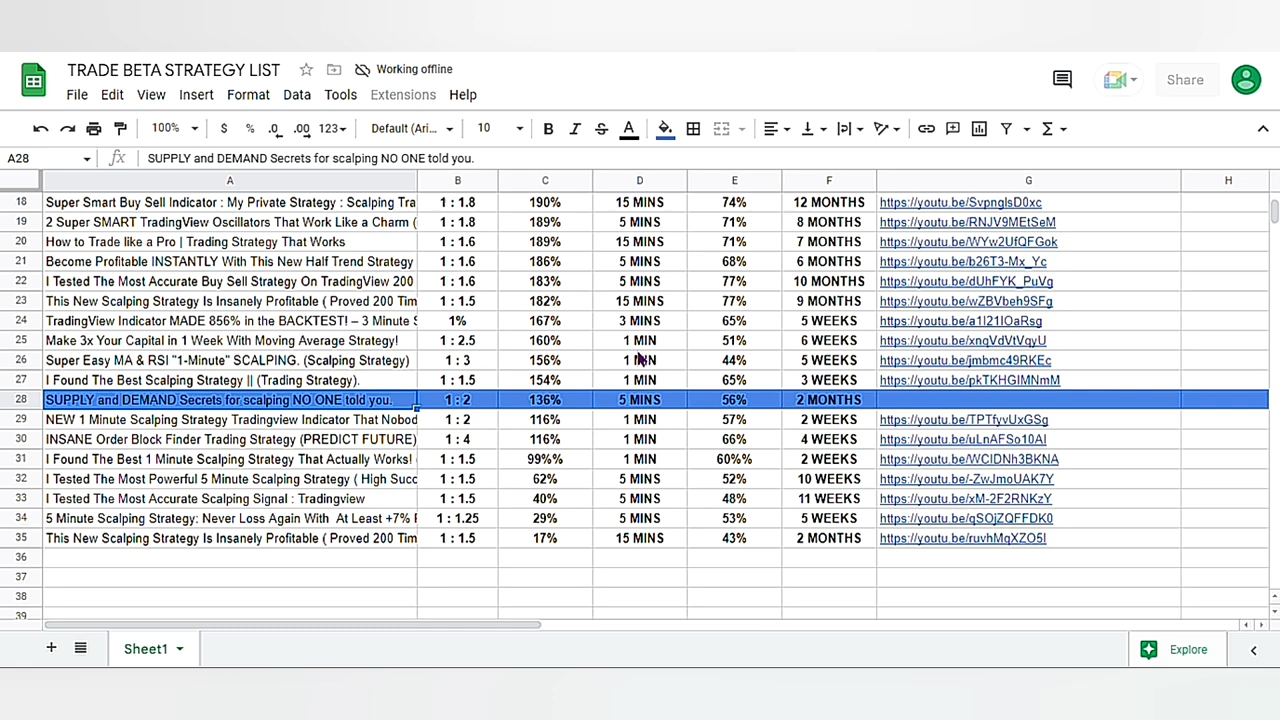 TRADE BETA STRATEGY LIST Working offline
File Edit View Insert Format Data Tools Extensions Help Share
100% $ % .0 .00 123 Default (Ari... 10 B I S A Σ
A28 fx SUPPLY and DEMAND Secrets for scalping NO ONE told you.
A B C D E F G H
18 Super Smart Buy Sell Indicator : My Private Strategy : Scalping Tra 1 : 1.8 190% 15 MINS 74% 12 MONTHS https://youtu.be/SvpnglsD0xc
19 2 Super SMART TradingView Oscillators That Work Like a Charm ( 1 : 1.8 189% 5 MINS 71% 8 MONTHS https://youtu.be/RNJV9MEtSeM
20 How to Trade like a Pro | Trading Strategy That Works 1 : 1.6 189% 15 MINS 71% 7 MONTHS https://youtu.be/WYw2UfQFGok
21 Become Profitable INSTANTLY With This New Half Trend Strategy 1 : 1.6 186% 5 MINS 68% 6 MONTHS https://youtu.be/b26T3-Mx_Yc
22 I Tested The Most Accurate Buy Sell Strategy On TradingView 200 1 : 1.6 183% 5 MINS 77% 10 MONTHS https://youtu.be/dUhFYK_PuVg
23 This New Scalping Strategy Is Insanely Profitable ( Proved 200 Tim 1 : 1.5 182% 15 MINS 77% 9 MONTHS https://youtu.be/wZBVbeh9SFg
24 TradingView Indicator MADE 856% in the BACKTEST! – 3 Minute S 1% 167% 3 MINS 65% 5 WEEKS https://youtu.be/a1I21IOaRsg
25 Make 3x Your Capital in 1 Week With Moving Average Strategy! 1 : 2.5 160% 1 MIN 51% 6 WEEKS https://youtu.be/xnqVdVtVqyU
26 Super Easy MA & RSI "1-Minute" SCALPING. (Scalping Strategy) 1 : 3 156% 1 MIN 44% 5 WEEKS https://youtu.be/jmbmc49RKEc
27 I Found The Best Scalping Strategy || (Trading Strategy). 1 : 1.5 154% 1 MIN 65% 3 WEEKS https://youtu.be/pkTKHGIMNmM
28 SUPPLY and DEMAND Secrets for scalping NO ONE told you. 1 : 2 136% 5 MINS 56% 2 MONTHS
29 NEW 1 Minute Scalping Strategy Tradingview Indicator That Nobod 1 : 2 116% 1 MIN 57% 2 WEEKS https://youtu.be/TPTfyvUxGSg
30 INSANE Order Block Finder Trading Strategy (PREDICT FUTURE) 1 : 4 116% 1 MIN 66% 4 WEEKS https://youtu.be/uLnAFSo10AI
31 I Found The Best 1 Minute Scalping Strategy That Actually Works! 1 : 1.5 99%% 1 MIN 60%% 2 WEEKS https://youtu.be/WCIDNh3BKNA
32 I Tested The Most Powerful 5 Minute Scalping Strategy ( High Succ 1 : 1.5 62% 5 MINS 52% 10 WEEKS https://youtu.be/-ZwJmoUAK7Y
33 I Tested The Most Accurate Scalping Signal : Tradingview 1 : 1.5 40% 5 MINS 48% 11 WEEKS https://youtu.be/xM-2F2RNKzY
34 5 Minute Scalping Strategy: Never Loss Again With At Least +7% 1 : 1.25 29% 5 MINS 53% 5 WEEKS https://youtu.be/qSOjZQFFDK0
35 This New Scalping Strategy Is Insanely Profitable ( Proved 200 Tim 1 : 1.5 17% 15 MINS 43% 2 MONTHS https://youtu.be/ruvhMqXZO5I
36
37
38
39
Sheet1 Explore